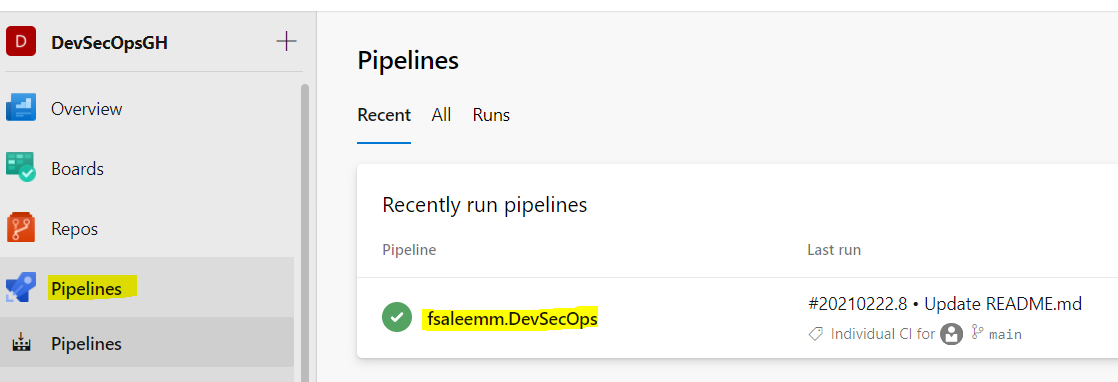 D DevSecOpsGH
Overview
Boards
Repos
Pipelines
Pipelines
Pipelines
Recent All Runs
Recently run pipelines
Pipeline Last run
fsaleemm.DevSecOps #20210222.8 • Update README.md
Individual CI for main